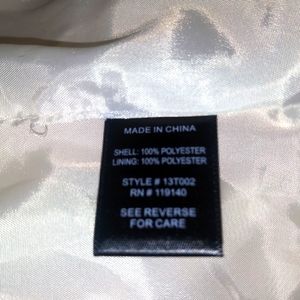 MADE IN CHINA
SHELL: 100% POLYESTER
LINING: 100% POLYESTER
STYLE # 13T002
RN # 119140
SEE REVERSE
FOR CARE